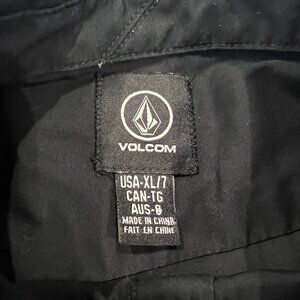 VOLCOM
USA-XL/7
CAN-TG
AUS-8
MADE IN CHINA
FAIT EN CHINE